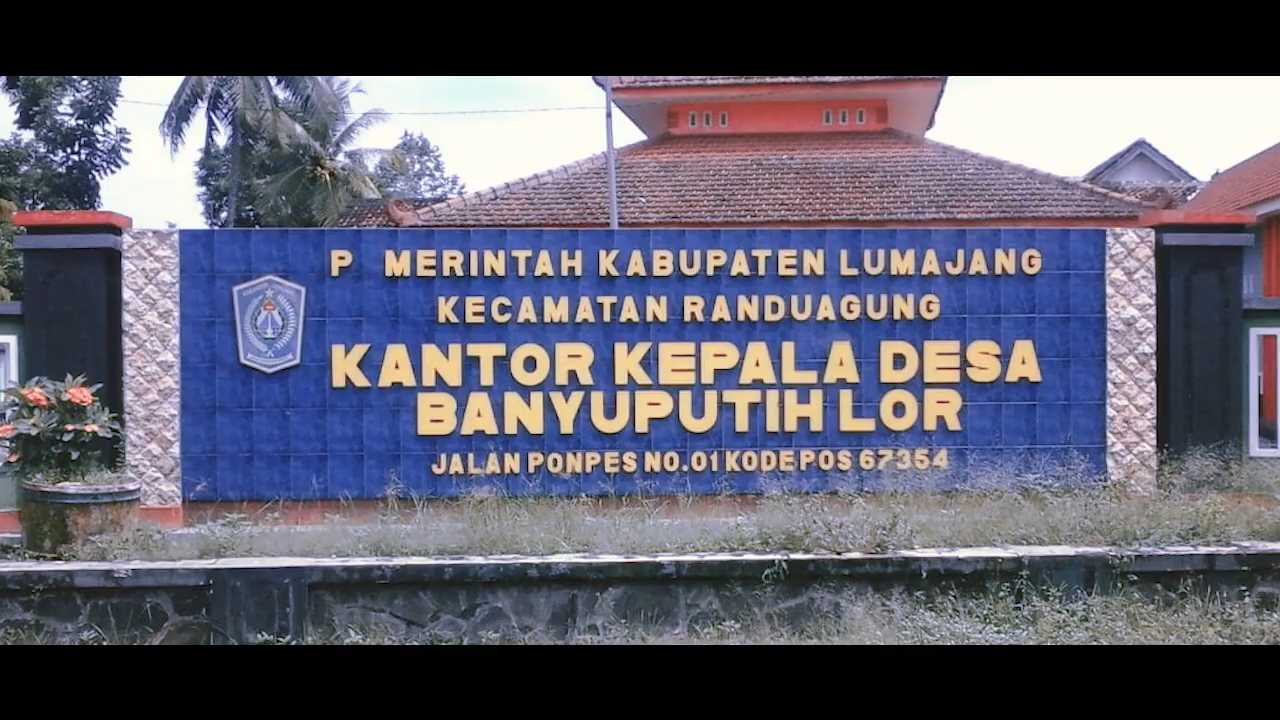 P MERINTAH KABUPATEN LUMAJANG
KECAMATAN RANDUAGUNG
KANTOR KEPALA DESA
BANYUPUTIH LOR
JALAN PONPES NO.01 KODE POS 67354